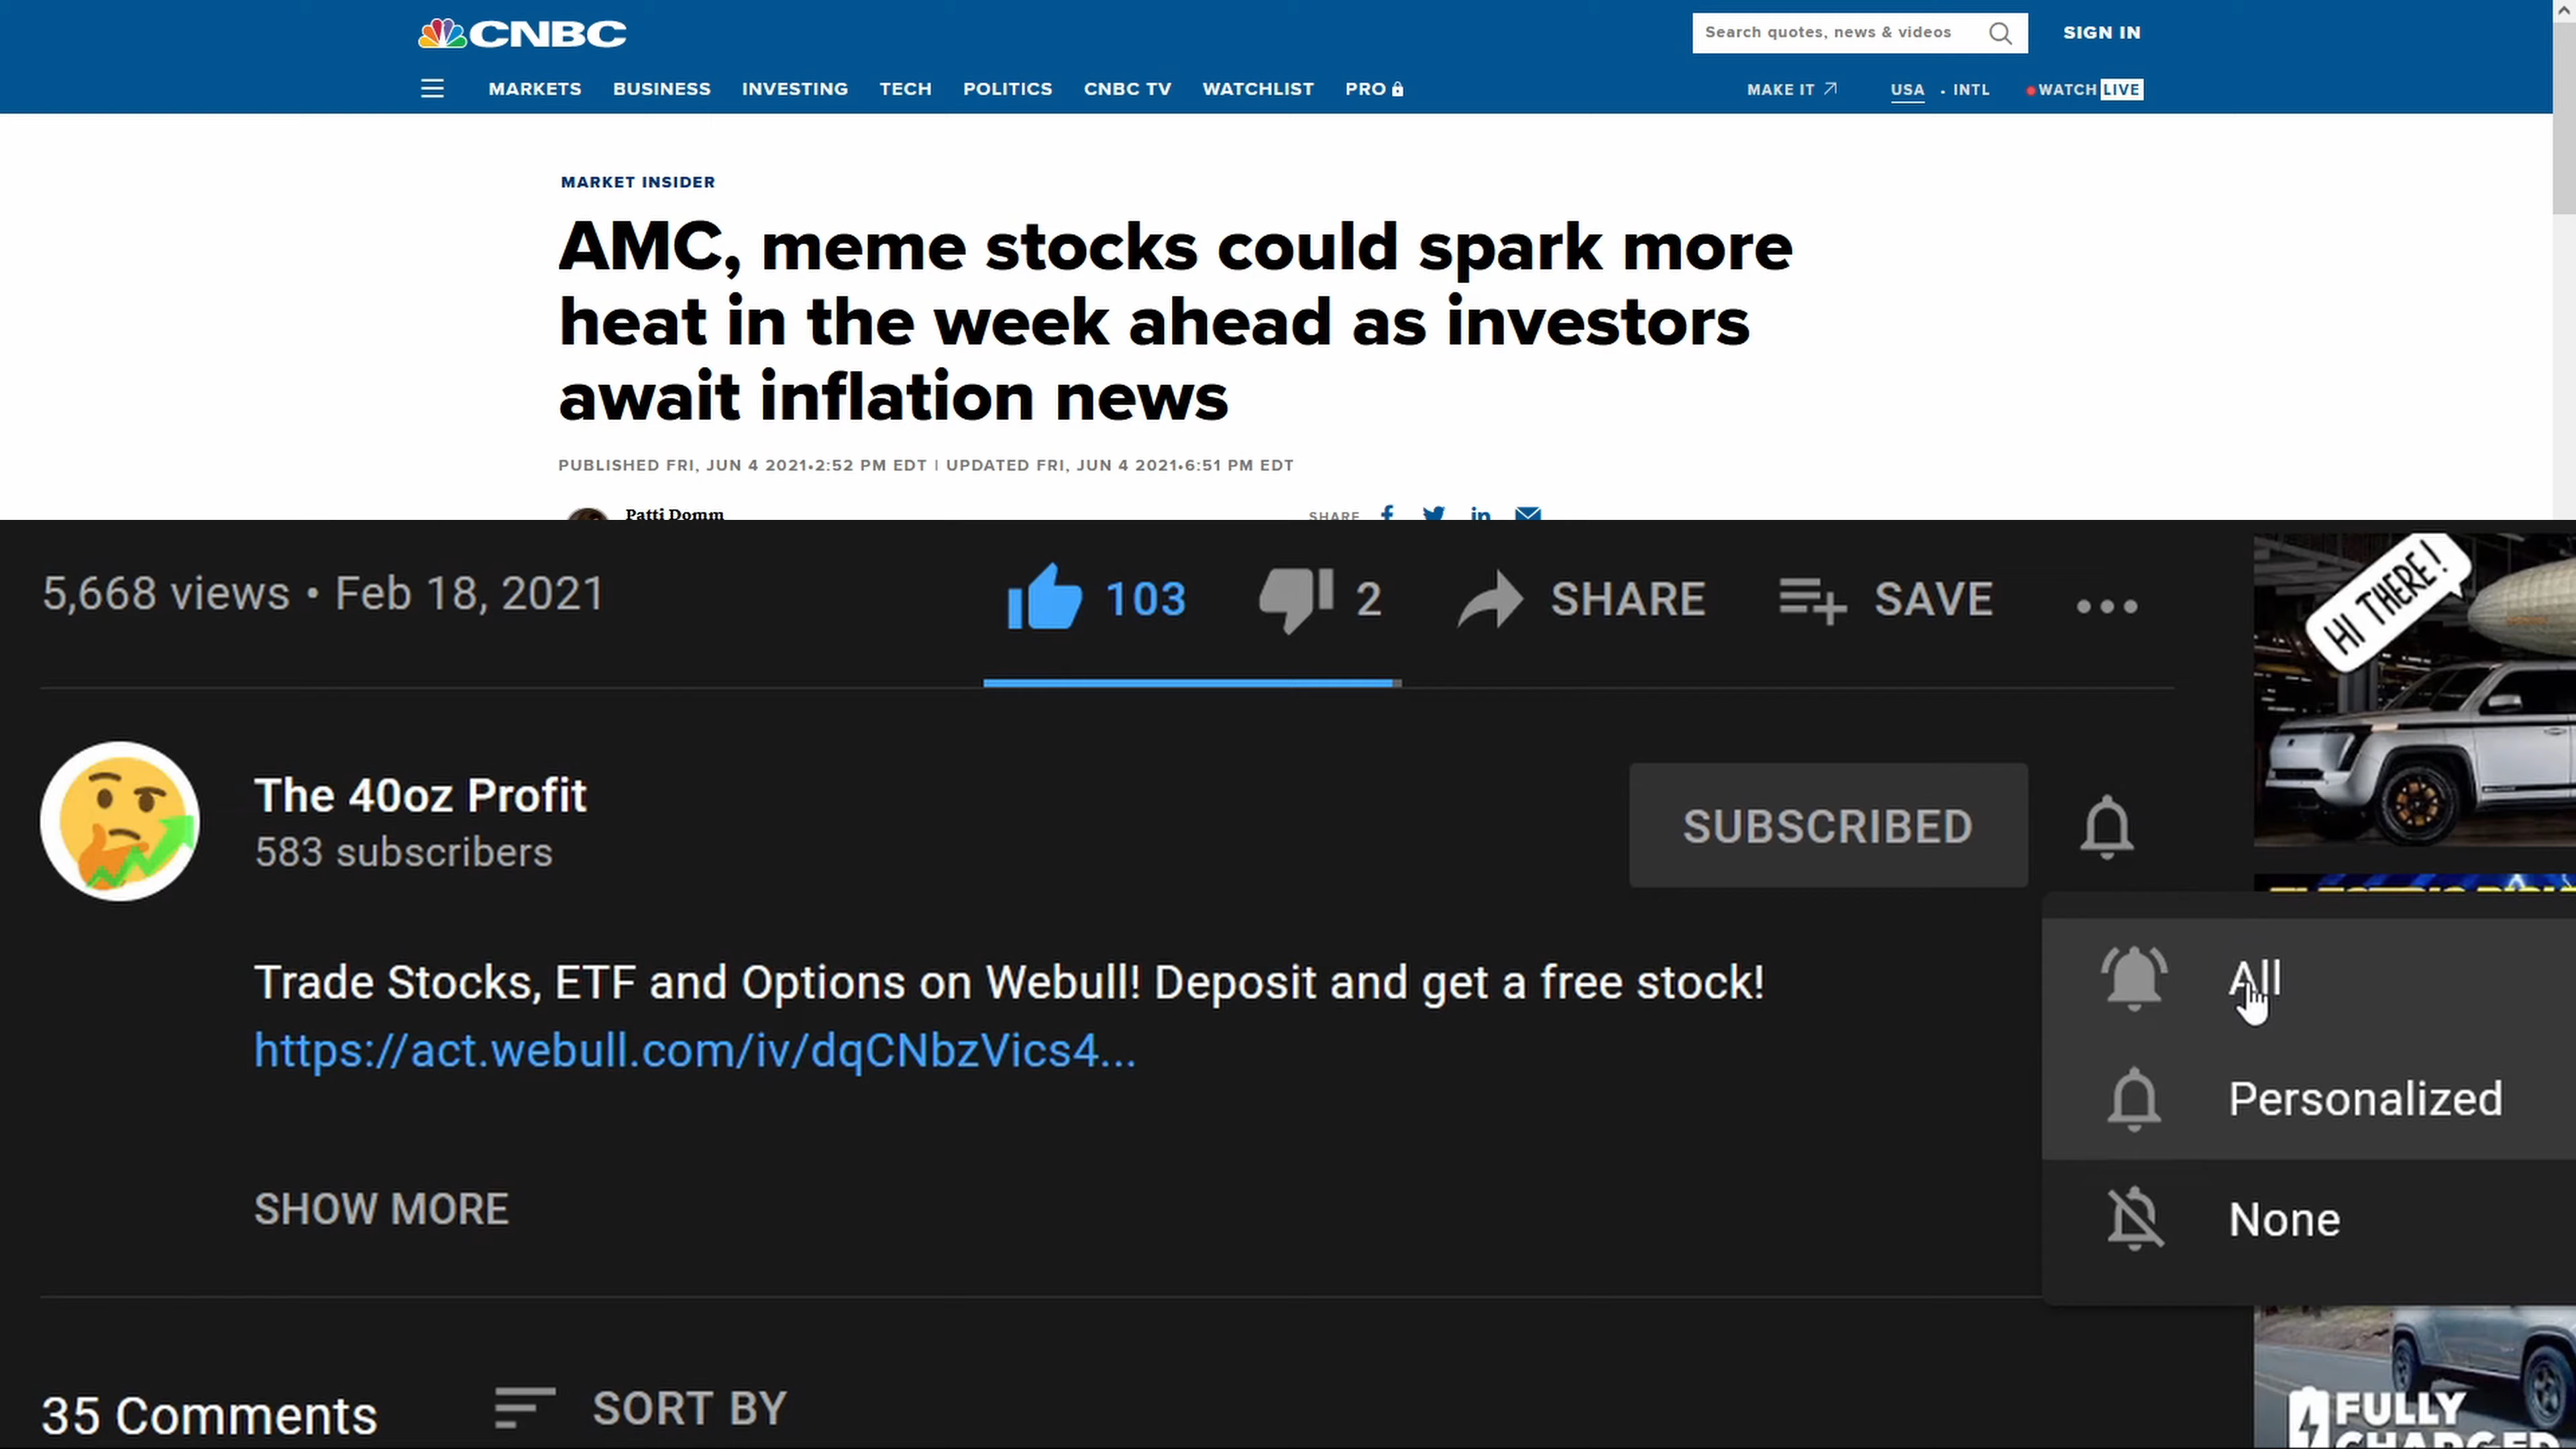 CNBC
Search quotes, news & videos
SIGN IN
MARKETS BUSINESS INVESTING TECH POLITICS CNBC TV WATCHLIST PRO
MAKE IT USA • INTL WATCH LIVE
MARKET INSIDER
AMC, meme stocks could spark more
heat in the week ahead as investors
await inflation news
PUBLISHED FRI, JUN 4 2021•2:52 PM EDT | UPDATED FRI, JUN 4 2021•6:51 PM EDT
Patti Domm
SHARE
5,668 views • Feb 18, 2021
103 2 SHARE SAVE
HI THERE!
The 40oz Profit
583 subscribers
SUBSCRIBED
Trade Stocks, ETF and Options on Webull! Deposit and get a free stock!
https://act.webull.com/iv/dqCNbzVics4...
All
Personalized
None
SHOW MORE
35 Comments SORT BY
FULLY
CHARGED